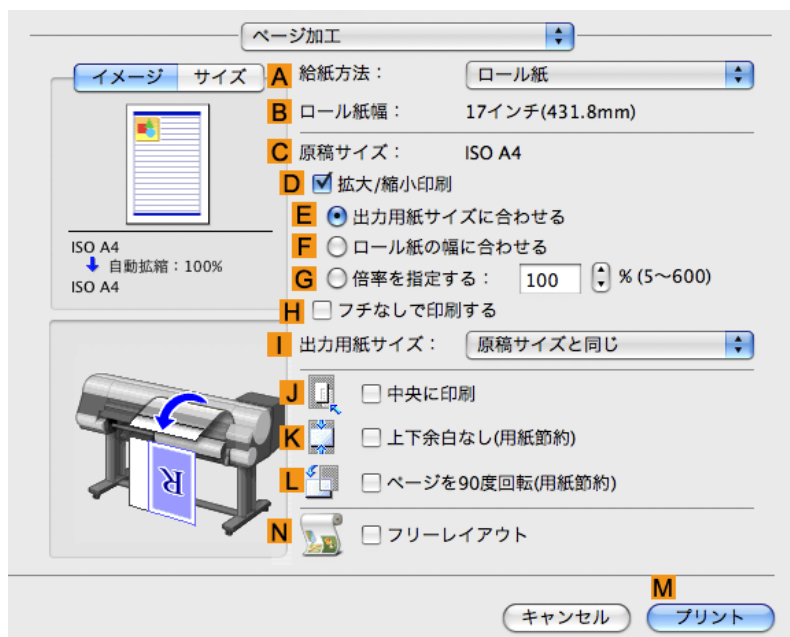 ページ加工
イメージ サイズ
A 給紙方法： ロール紙
B ロール紙幅： 17インチ(431.8mm)
C 原稿サイズ： ISO A4
D 拡大/縮小印刷
E 出力用紙サイズに合わせる
F ロール紙の幅に合わせる
G 倍率を指定する： 100 % (5〜600)
ISO A4
自動拡縮：100%
ISO A4
H フチなしで印刷する
I 出力用紙サイズ： 原稿サイズと同じ
J 中央に印刷
K 上下余白なし(用紙節約)
L ページを90度回転(用紙節約)
R
N フリーレイアウト
M
キャンセル プリント